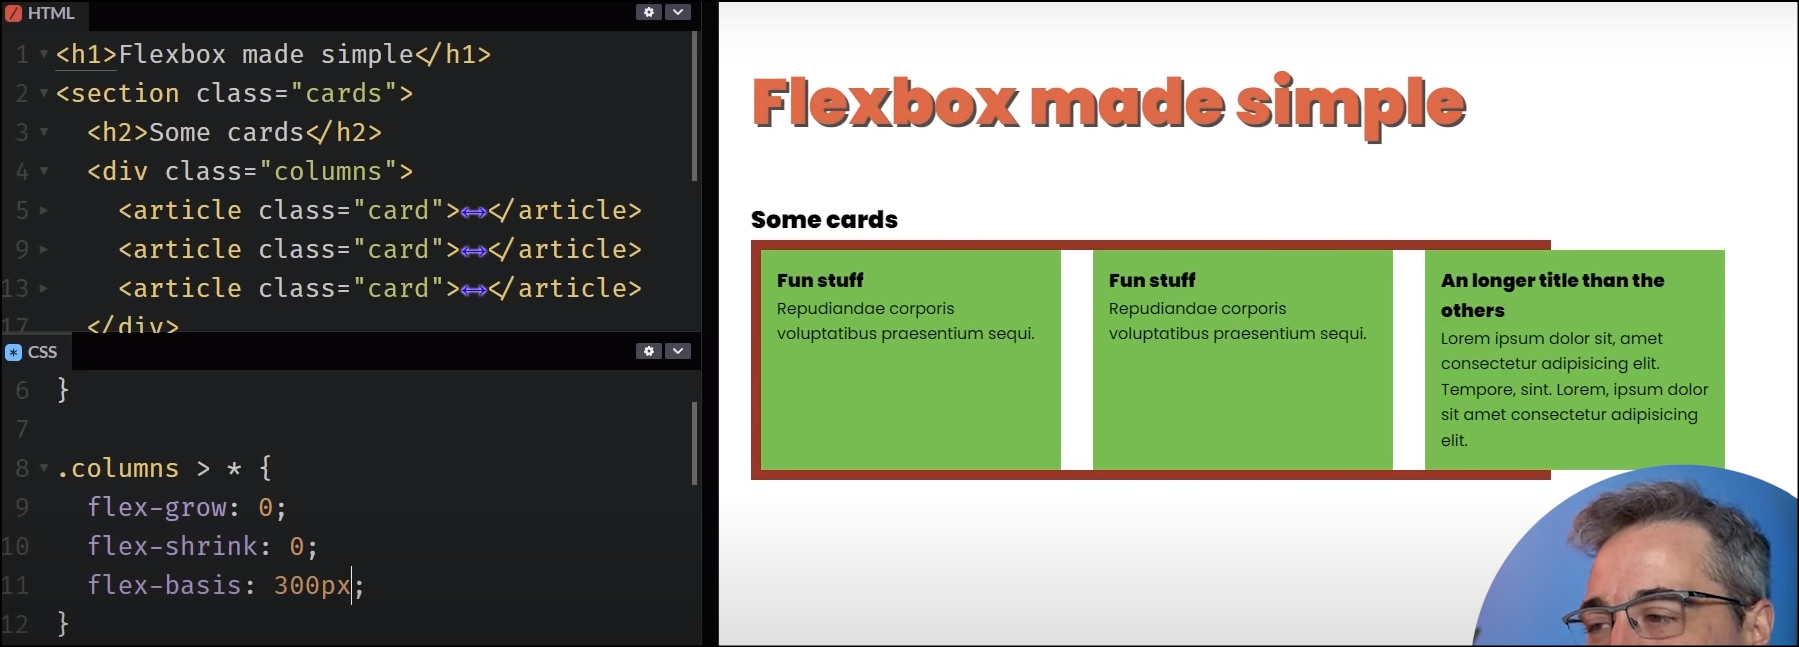 HTML
1 <h1>Flexbox made simple</h1>
2 <section class="cards">
3 <h2>Some cards</h2>
4 <div class="columns">
5 <article class="card">↔</article>
9 <article class="card">↔</article>
13 <article class="card">↔</article>
17 </div>
* CSS
6 }
7
8 .columns > * {
9 flex-grow: 0;
10 flex-shrink: 0;
11 flex-basis: 300px;
12 }
Flexbox made simple
Some cards
Fun stuff
Repudiandae corporis
voluptatibus praesentium sequi.
Fun stuff
Repudiandae corporis
voluptatibus praesentium sequi.
An longer title than the
others
Lorem ipsum dolor sit, amet
consectetur adipisicing elit.
Tempore, sint. Lorem, ipsum dolor
sit amet consectetur adipisicing
elit.